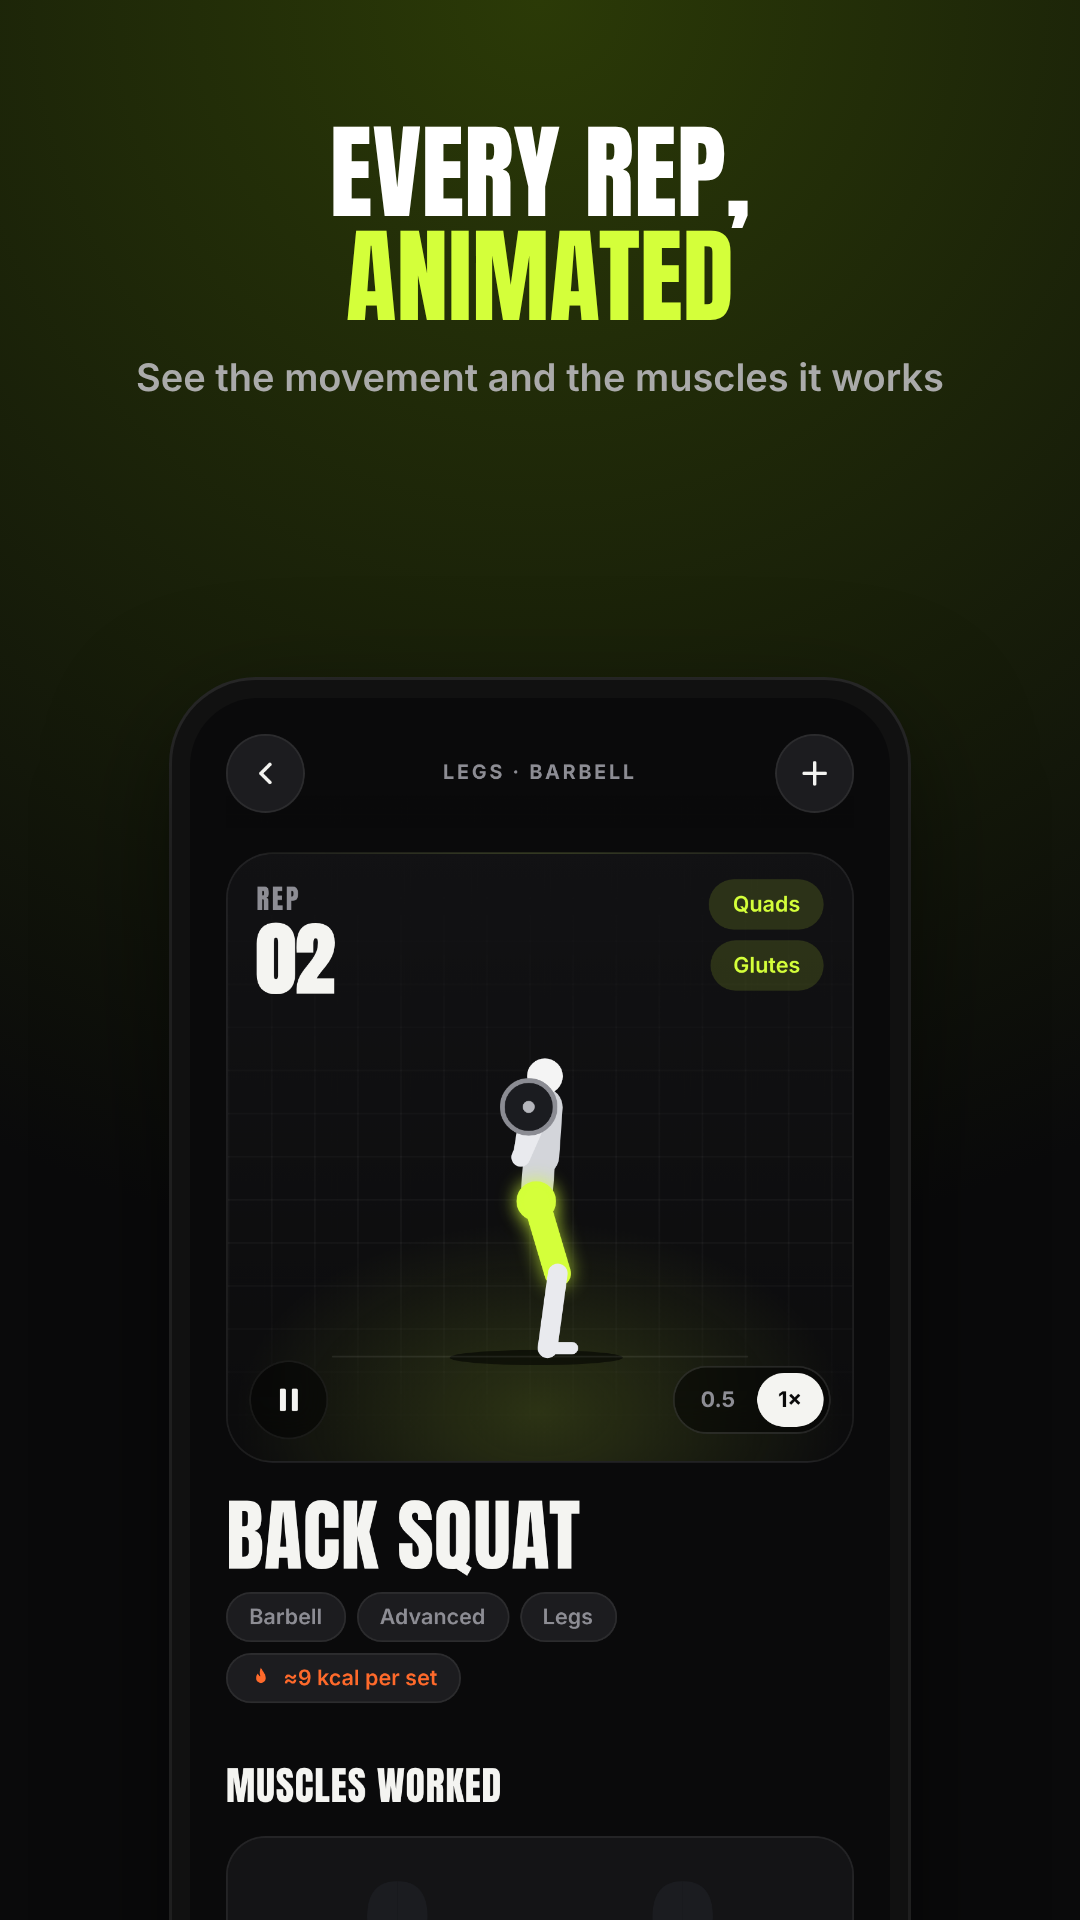 EVERY REP,
ANIMATED
See the movement and the muscles it works
LEGS · BARBELL
REP
02
Quads
Glutes
0.5
1×
BACK SQUAT
Barbell
Advanced
Legs
≈9 kcal per set
MUSCLES WORKED